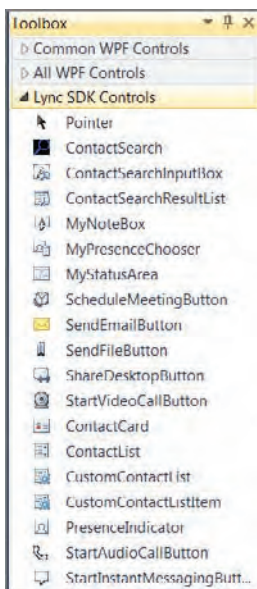 Toolbox
Common WPF Controls
All WPF Controls
Lync SDK Controls
Pointer
ContactSearch
ContactSearchInputBox
ContactSearchResultList
MyNoteBox
MyPresenceChooser
MyStatusArea
ScheduleMeetingButton
SendEmailButton
SendFileButton
ShareDesktopButton
StartVideoCallButton
ContactCard
ContactList
CustomContactList
CustomContactListItem
PresenceIndicator
StartAudioCallButton
StartInstantMessagingButt...